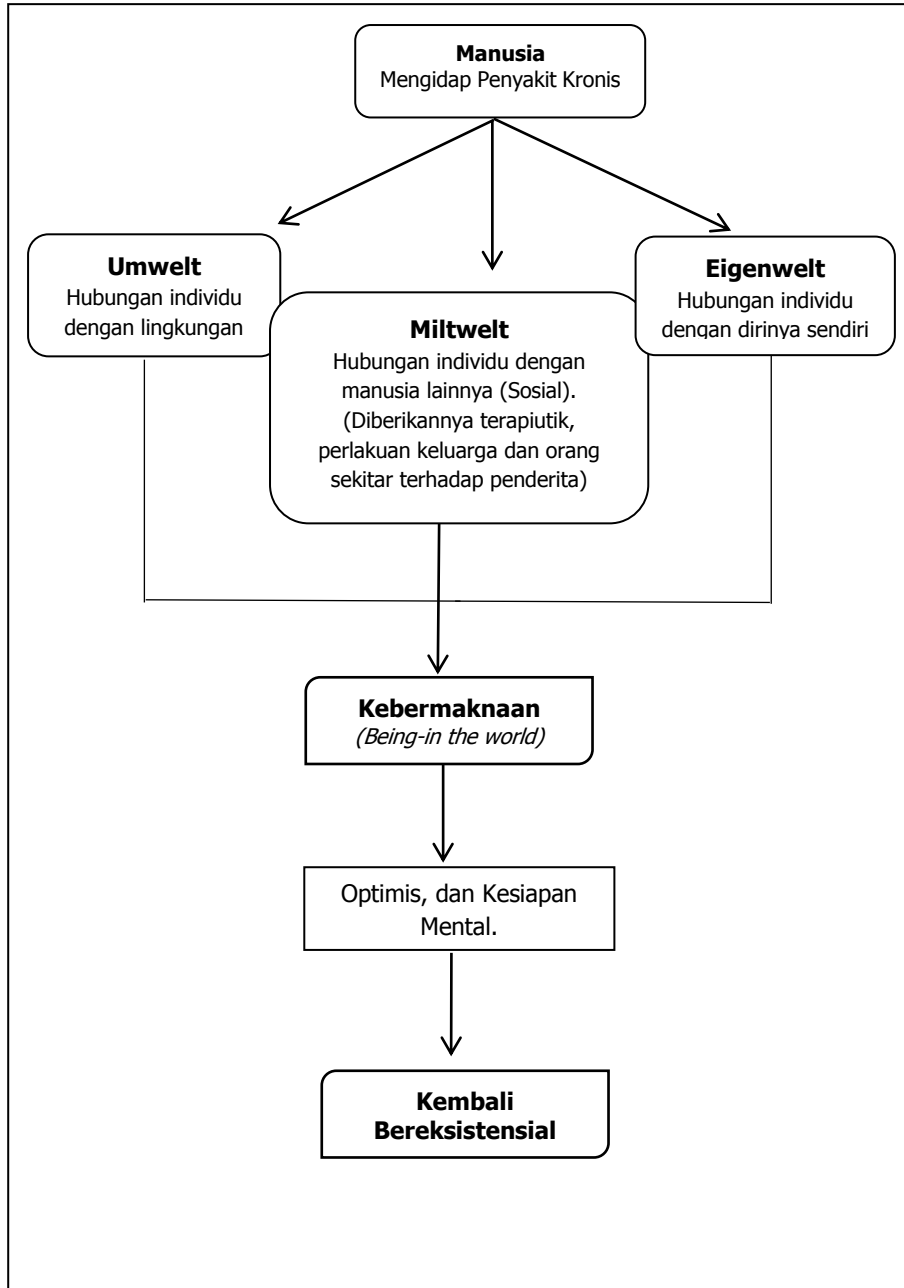 Manusia
Mengidap Penyakit Kronis
Umwelt
Hubungan individu
dengan lingkungan
Miltwelt
Hubungan individu dengan
manusia lainnya (Sosial).
(Diberikannya terapiutik,
perlakuan keluarga dan orang
sekitar terhadap penderita)
Eigenwelt
Hubungan individu
dengan dirinya sendiri
Kebermaknaan
(Being-in the world)
Optimis, dan Kesiapan
Mental.
Kembali
Bereksistensial